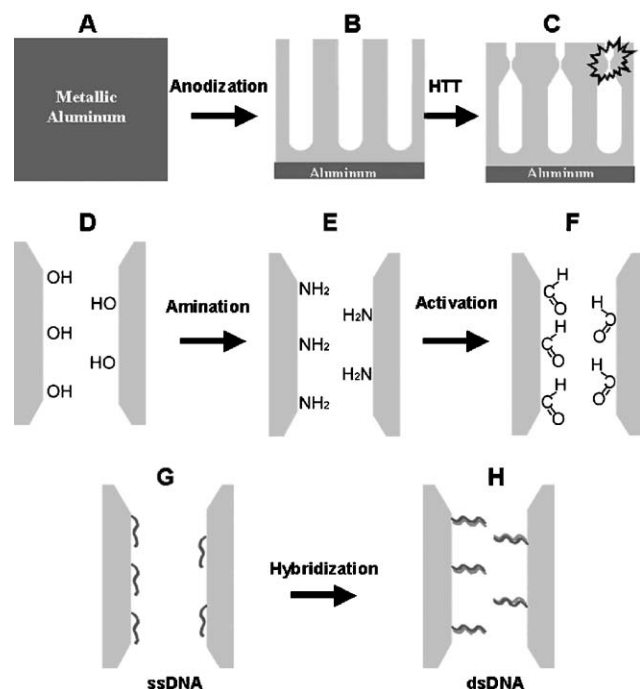 A
B
C
Metallic
Aluminum
Anodization
HTT
Aluminum
Aluminum
D
E
F
OH
HO
OH
HO
OH
Amination
NH₂
H₂N
NH₂
H₂N
NH₂
Activation
H
C
O
H
C
O
H
C
O
H
C
O
H
C
O
G
H
Hybridization
ssDNA
dsDNA